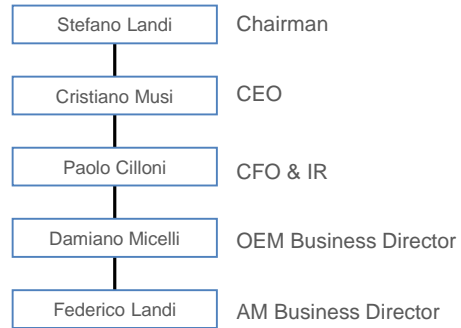 Stefano Landi Chairman
Cristiano Musi CEO
Paolo Cilloni CFO & IR
Damiano Micelli OEM Business Director
Federico Landi AM Business Director